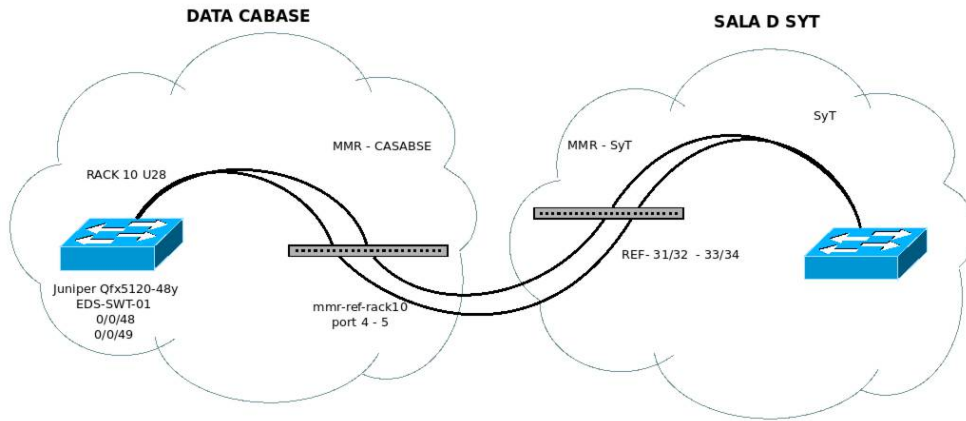 DATA CABASE
SALA D SYT
MMR - CASABSE
MMR - SyT
SyT
RACK 10 U28
REF- 31/32 - 33/34
Juniper Qfx5120-48y
EDS-SWT-01
0/0/48
0/0/49
mmr-ref-rack10
port 4 - 5